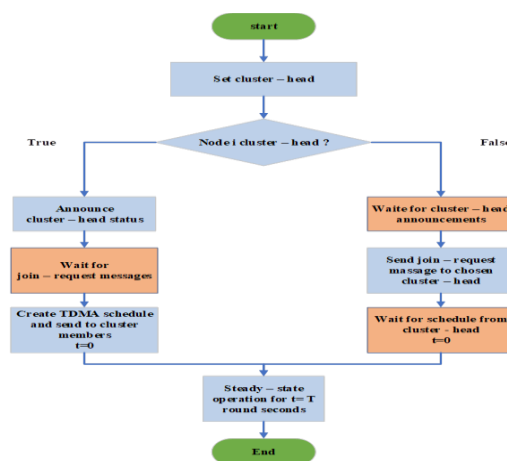 start
Set cluster – head
Node i cluster – head ?
True
False
Announce
cluster – head status
Waite for cluster – head
announcements
Wait for
join – request messages
Send join – request
massage to chosen
cluster – head
Create TDMA schedule
and send to cluster
members
t=0
Wait for schedule from
cluster - head
t=0
Steady – state
operation for t= T
round seconds
End